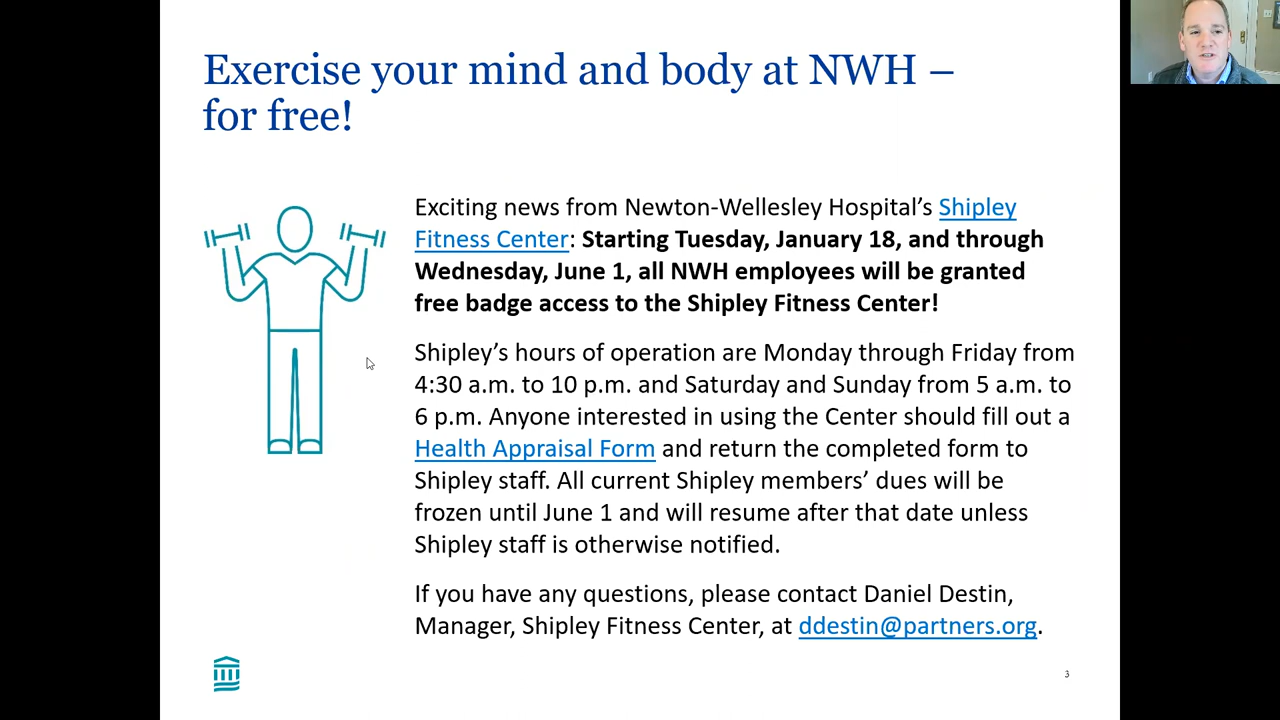 Exercise your mind and body at NWH –
for free!
Exciting news from Newton-Wellesley Hospital’s Shipley
Fitness Center: Starting Tuesday, January 18, and through
Wednesday, June 1, all NWH employees will be granted
free badge access to the Shipley Fitness Center!
Shipley’s hours of operation are Monday through Friday from
4:30 a.m. to 10 p.m. and Saturday and Sunday from 5 a.m. to
6 p.m. Anyone interested in using the Center should fill out a
Health Appraisal Form and return the completed form to
Shipley staff. All current Shipley members’ dues will be
frozen until June 1 and will resume after that date unless
Shipley staff is otherwise notified.
If you have any questions, please contact Daniel Destin,
Manager, Shipley Fitness Center, at ddestin@partners.org.
3